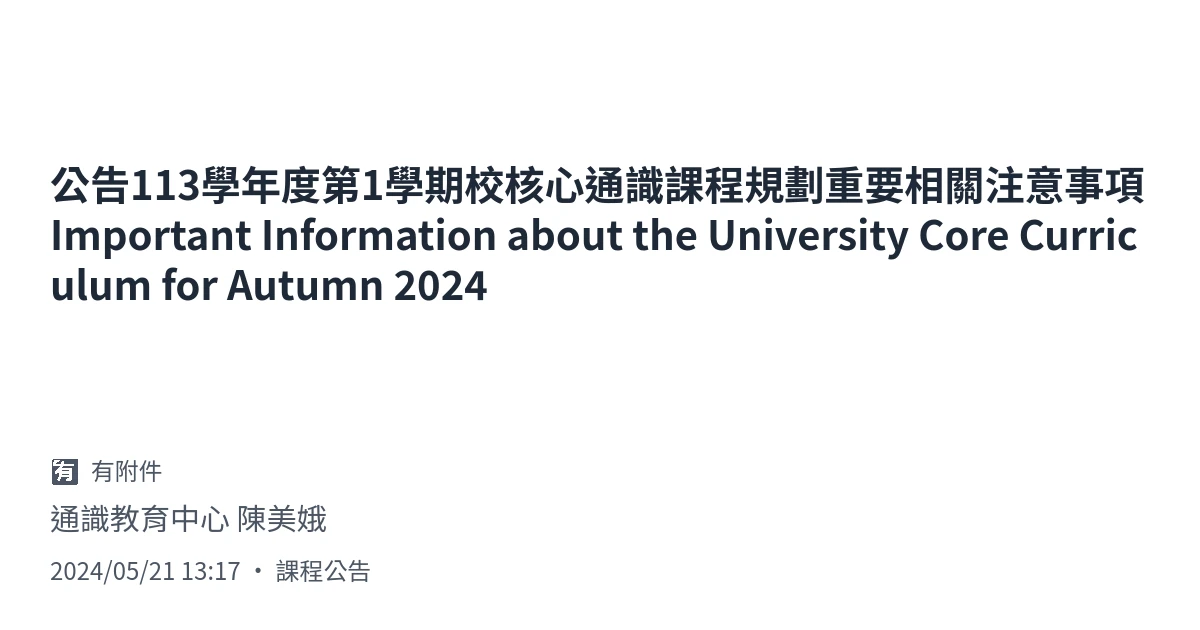 公告113學年度第1學期校核心通識課程規劃重要相關注意事項
Important Information about the University Core Curric
ulum for Autumn 2024
有 有附件
通識教育中心 陳美娥
2024/05/21 13:17 • 課程公告